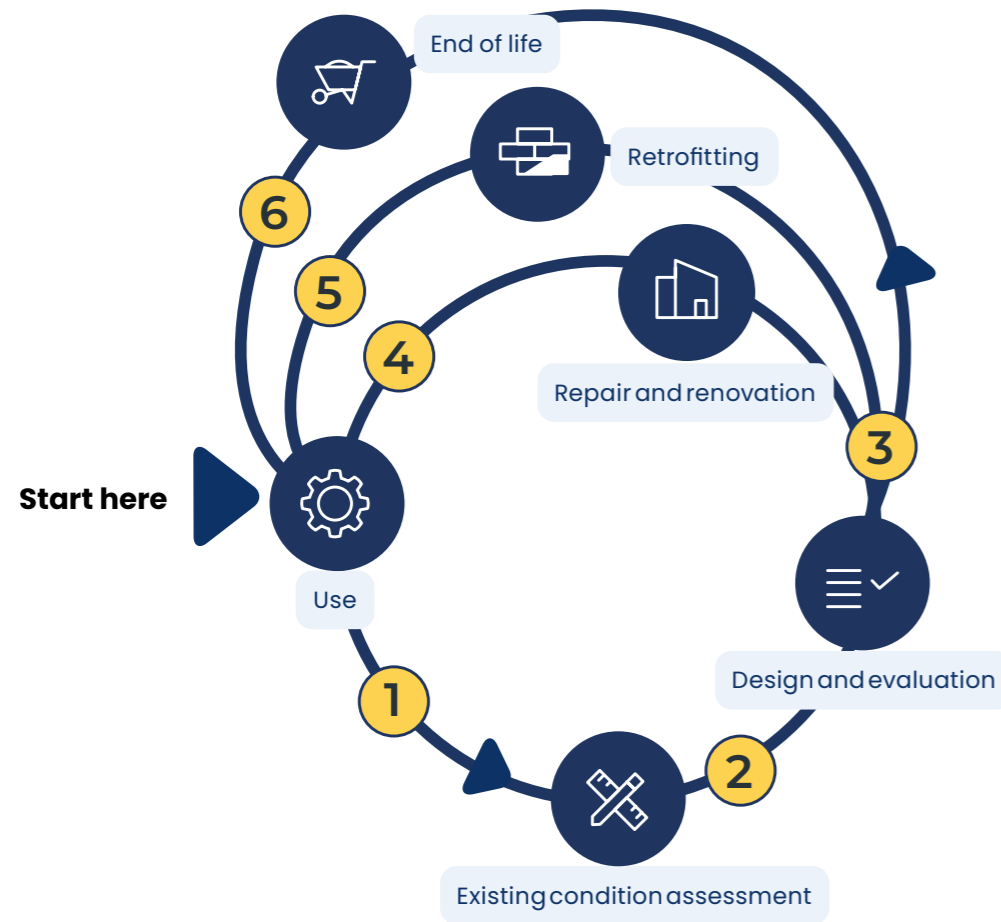 End of life
Retrofitting
6
5
4
Repair and renovation
3
Start here
Use
Design and evaluation
1
2
Existing condition assessment